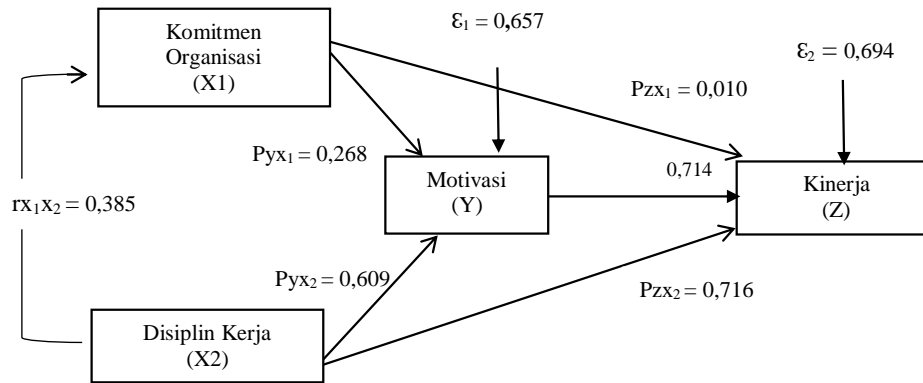 Komitmen
Organisasi
(X1)
Ɛ1 = 0,657
Ɛ2 = 0,694
Pzx1 = 0,010
Pyx1 = 0,268
Motivasi
(Y)
0,714
Kinerja
(Z)
rx1x2 = 0,385
Pyx2 = 0,609
Pzx2 = 0,716
Disiplin Kerja
(X2)